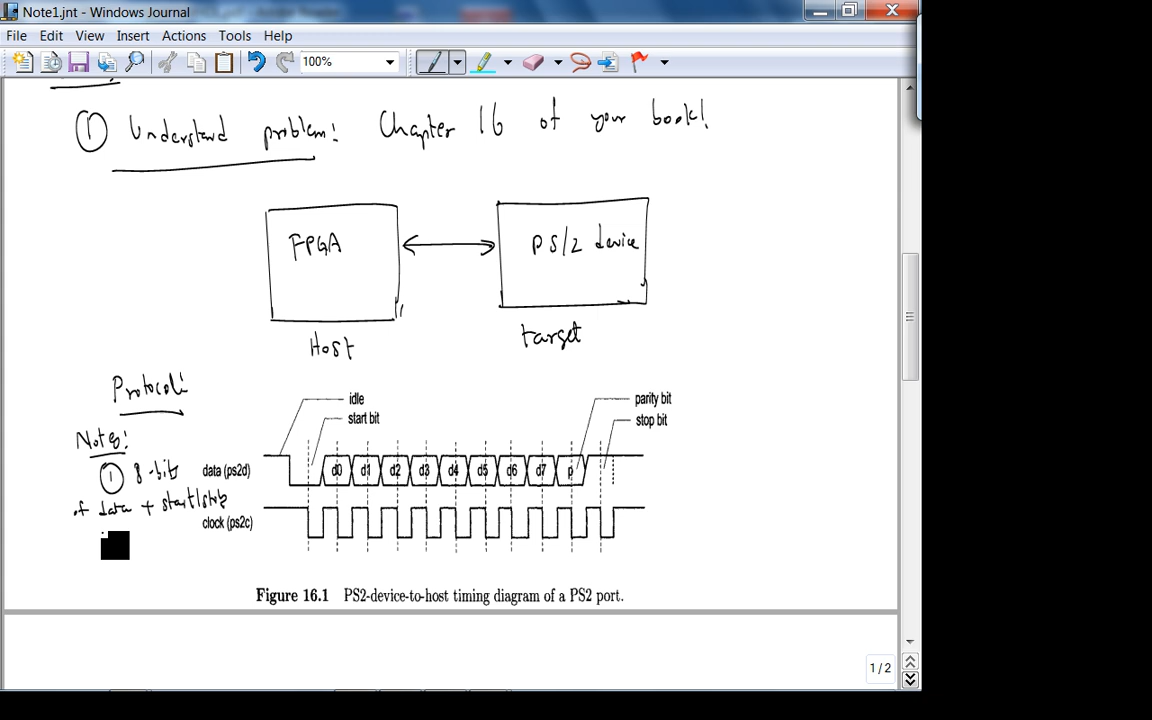 Note1.jnt - Windows Journal
File Edit View Insert Actions Tools Help
100%
① Understand problem! Chapter 16 of your book!
FPGA
PS/2 device
Host
target
Protocol:
Notes!
① 8-bits
of data + start/stop
idle
start bit
parity bit
stop bit
data (ps2d)
d0 d1 d2 d3 d4 d5 d6 d7 p
clock (ps2c)
Figure 16.1 PS2-device-to-host timing diagram of a PS2 port.
1 / 2